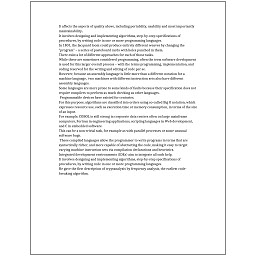 It affects the aspects of quality above, including portability, usability and most importantly
maintainability.
It involves designing and implementing algorithms, step-by-step specifications of
procedures, by writing code in one or more programming languages.
In 1801, the Jacquard loom could produce entirely different weaves by changing the
"program" – a series of pasteboard cards with holes punched in them.
There exist a lot of different approaches for each of those tasks.
While these are sometimes considered programming, often the term software development
is used for this larger overall process – with the terms programming, implementation, and
coding reserved for the writing and editing of code per se.
However, because an assembly language is little more than a different notation for a
machine language, two machines with different instruction sets also have different
assembly languages.
Some languages are more prone to some kinds of faults because their specification does not
require compilers to perform as much checking as other languages.
Programmable devices have existed for centuries.
For this purpose, algorithms are classified into orders using so-called Big O notation, which
expresses resource use, such as execution time or memory consumption, in terms of the size
of an input.
For example, COBOL is still strong in corporate data centers often on large mainframe
computers, Fortran in engineering applications, scripting languages in Web development,
and C in embedded software.
This can be a non-trivial task, for example as with parallel processes or some unusual
software bugs.
These compiled languages allow the programmer to write programs in terms that are
syntactically richer, and more capable of abstracting the code, making it easy to target
varying machine instruction sets via compilation declarations and heuristics.
Integrated development environments (IDEs) aim to integrate all such help.
It involves designing and implementing algorithms, step-by-step specifications of
procedures, by writing code in one or more programming languages.
He gave the first description of cryptanalysis by frequency analysis, the earliest code-
breaking algorithm.